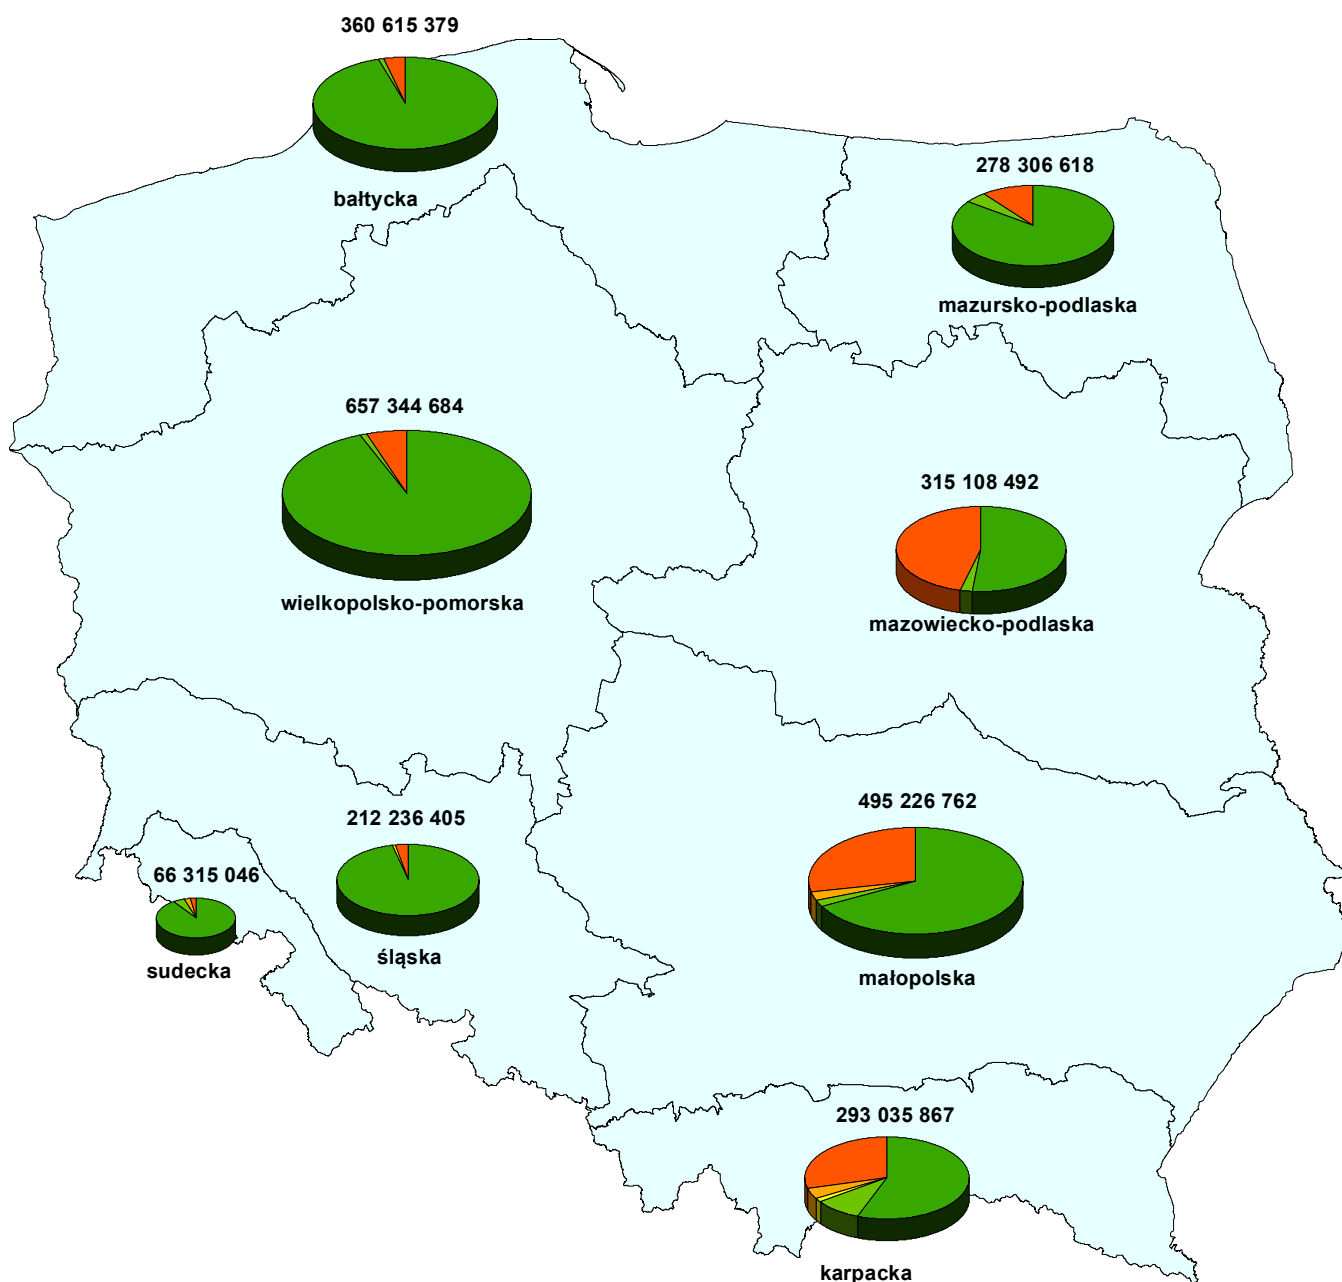 360 615 379
bałtycka
278 306 618
mazursko-podlaska
657 344 684
wielkopolsko-pomorska
315 108 492
mazowiecko-podlaska
495 226 762
małopolska
212 236 405
śląska
66 315 046
sudecka
293 035 867
karpacka